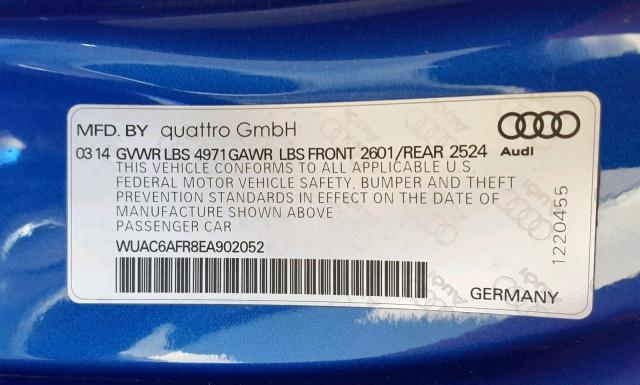 MFD. BY quattro GmbH
Audi
0314 GVWR LBS 4971 GAWR LBS FRONT 2601/REAR 2524
THIS VEHICLE CONFORMS TO ALL APPLICABLE U.S.
FEDERAL MOTOR VEHICLE SAFETY, BUMPER AND THEFT
PREVENTION STANDARDS IN EFFECT ON THE DATE OF
MANUFACTURE SHOWN ABOVE
PASSENGER CAR
WUAC6AFR8EA902052
1220455
GERMANY